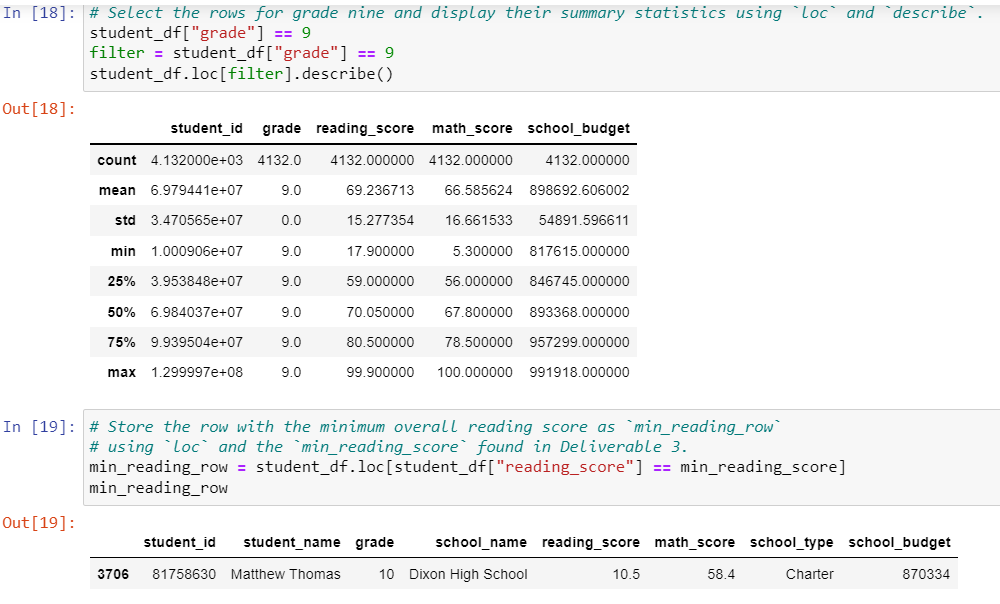 In [18]: # Select the rows for grade nine and display their summary statistics using `loc` and `describe`.
student_df["grade"] == 9
filter = student_df["grade"] == 9
student_df.loc[filter].describe()
Out[18]:
student_id grade reading_score math_score school_budget
count 4.132000e+03 4132.0 4132.000000 4132.000000 4132.000000
mean 6.979441e+07 9.0 69.236713 66.585624 898692.606002
std 3.470565e+07 0.0 15.277354 16.661533 54891.596611
min 1.000906e+07 9.0 17.900000 5.300000 817615.000000
25% 3.953848e+07 9.0 59.000000 56.000000 846745.000000
50% 6.984037e+07 9.0 70.050000 67.800000 893368.000000
75% 9.939504e+07 9.0 80.500000 78.500000 957299.000000
max 1.299997e+08 9.0 99.900000 100.000000 991918.000000
In [19]: # Store the row with the minimum overall reading score as `min_reading_row`
# using `loc` and the `min_reading_score` found in Deliverable 3.
min_reading_row = student_df.loc[student_df["reading_score"] == min_reading_score]
min_reading_row
Out[19]:
student_id student_name grade school_name reading_score math_score school_type school_budget
3706 81758630 Matthew Thomas 10 Dixon High School 10.5 58.4 Charter 870334